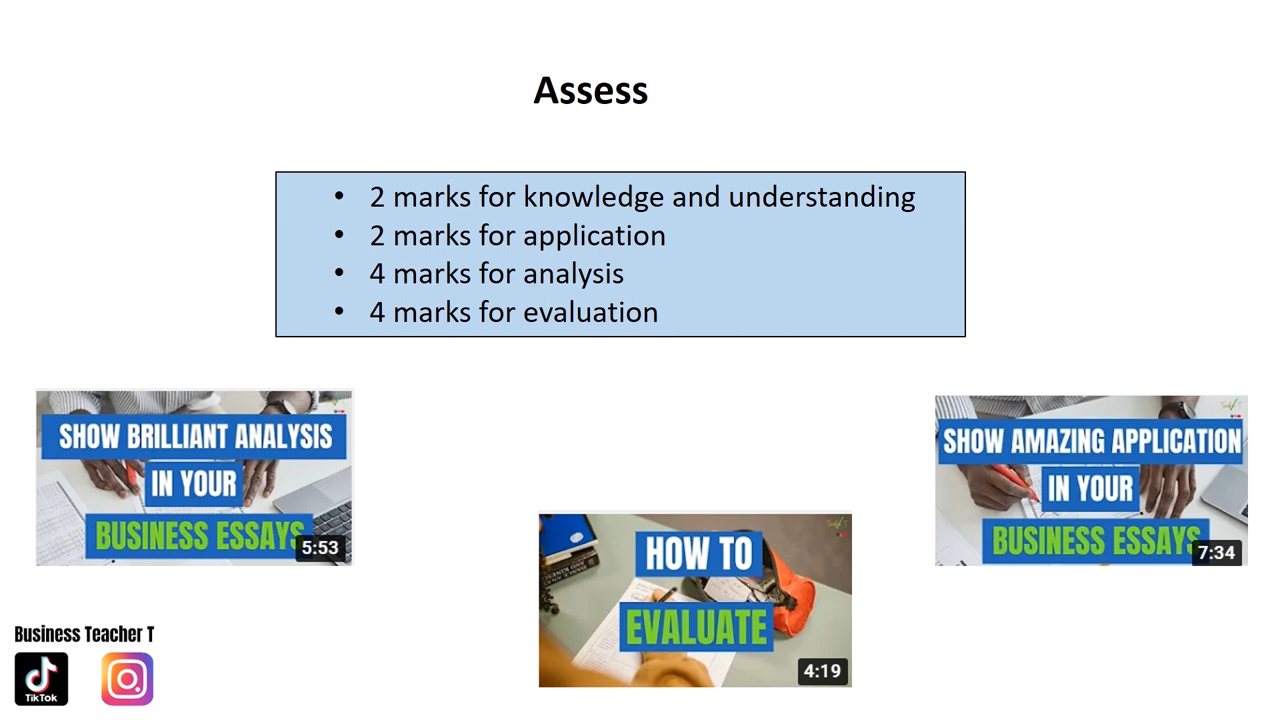 Assess
• 2 marks for knowledge and understanding
• 2 marks for application
• 4 marks for analysis
• 4 marks for evaluation
SHOW BRILLIANT ANALYSIS
IN YOUR
BUSINESS ESSAYS
5:53
HOW TO
EVALUATE
4:19
SHOW AMAZING APPLICATION
IN YOUR
BUSINESS ESSAYS
7:34
Business Teacher T
TikTok